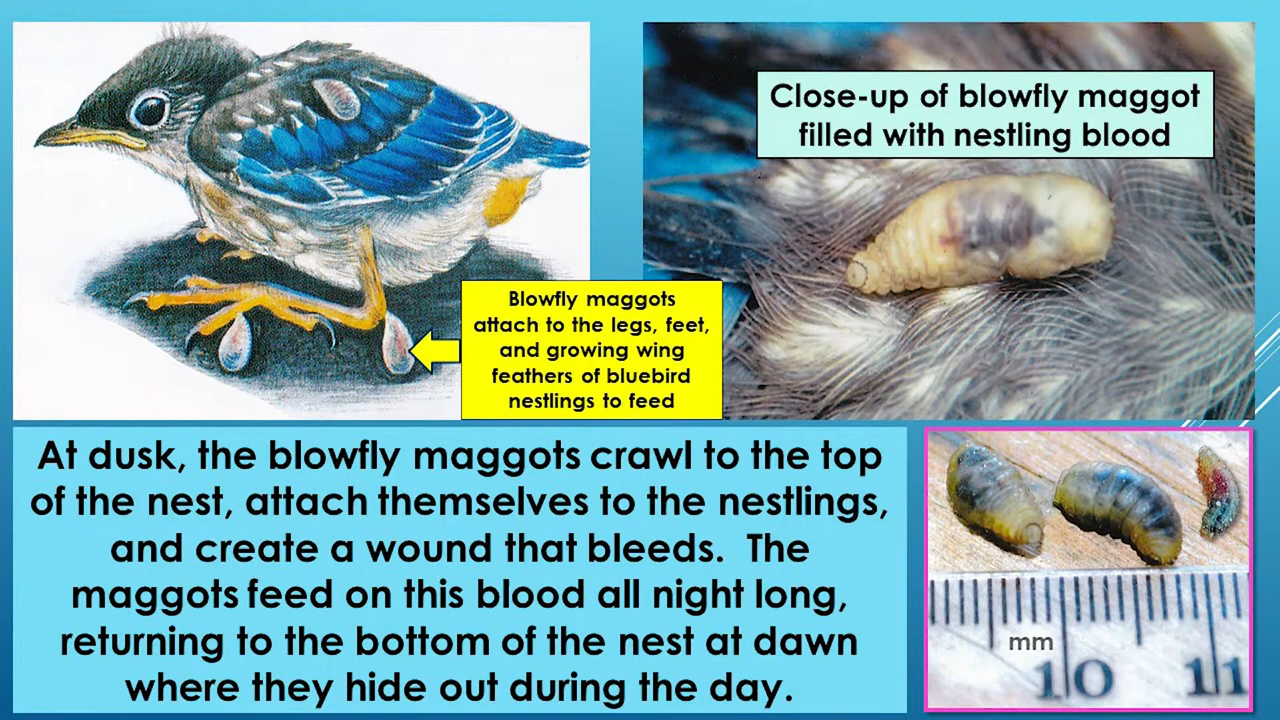 Close-up of blowfly maggot
filled with nestling blood
Blowfly maggots
attach to the legs, feet,
and growing wing
feathers of bluebird
nestlings to feed
At dusk, the blowfly maggots crawl to the top
of the nest, attach themselves to the nestlings,
and create a wound that bleeds.  The
maggots feed on this blood all night long,
returning to the bottom of the nest at dawn
where they hide out during the day.
mm
10 11